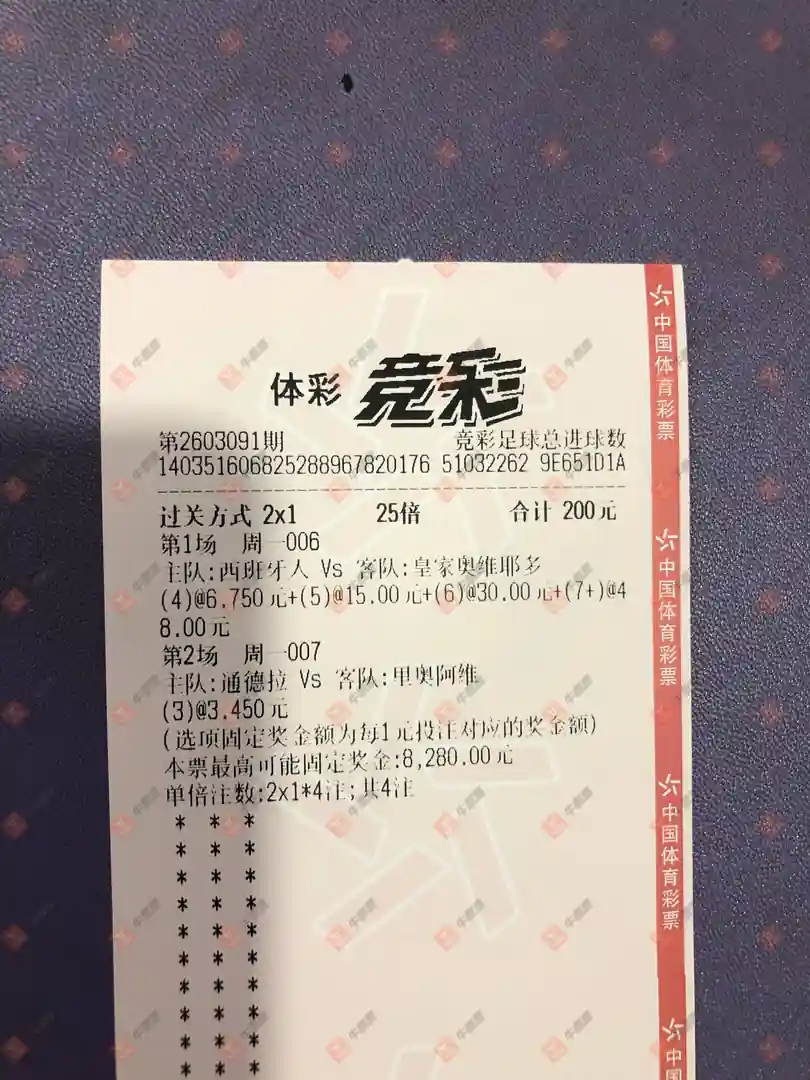 体彩 竞彩
第2603091期 竞彩足球总进球数
140351606825288967820176 51032262 9E651D1A
过关方式 2x1 25倍 合计 200元
第1场 周一006
主队:西班牙人 Vs 客队:皇家奥维耶多
(4)@6.750元+(5)@15.00元+(6)@30.00元+(7+)@4
8.00元
第2场 周一007
主队:通德拉 Vs 客队:里奥阿维
(3)@3.450元
(选项固定奖金额为每1元投注对应的奖金额)
本票最高可能固定奖金:8,280.00元
单倍注数:2x1*4注;共4注
* * *
* * *
* * *
* * *
* * *
* * *
* * *
* * *
* * *
* * *
中国体育彩票
中国体育彩票
中国体育彩票
中国